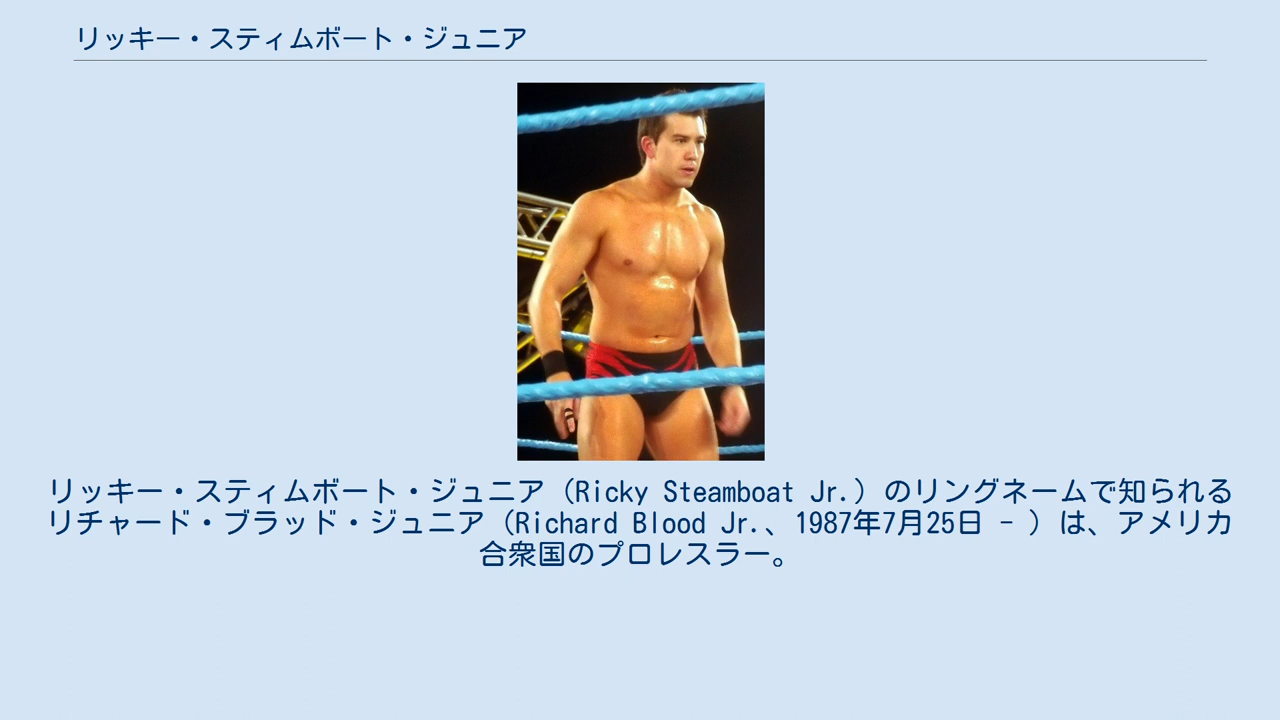 リッキー・スティムボート・ジュニア
リッキー・スティムボート・ジュニア（Ricky Steamboat Jr.）のリングネームで知られる
リチャード・ブラッド・ジュニア（Richard Blood Jr.、1987年7月25日 - ）は、アメリカ
合衆国のプロレスラー。